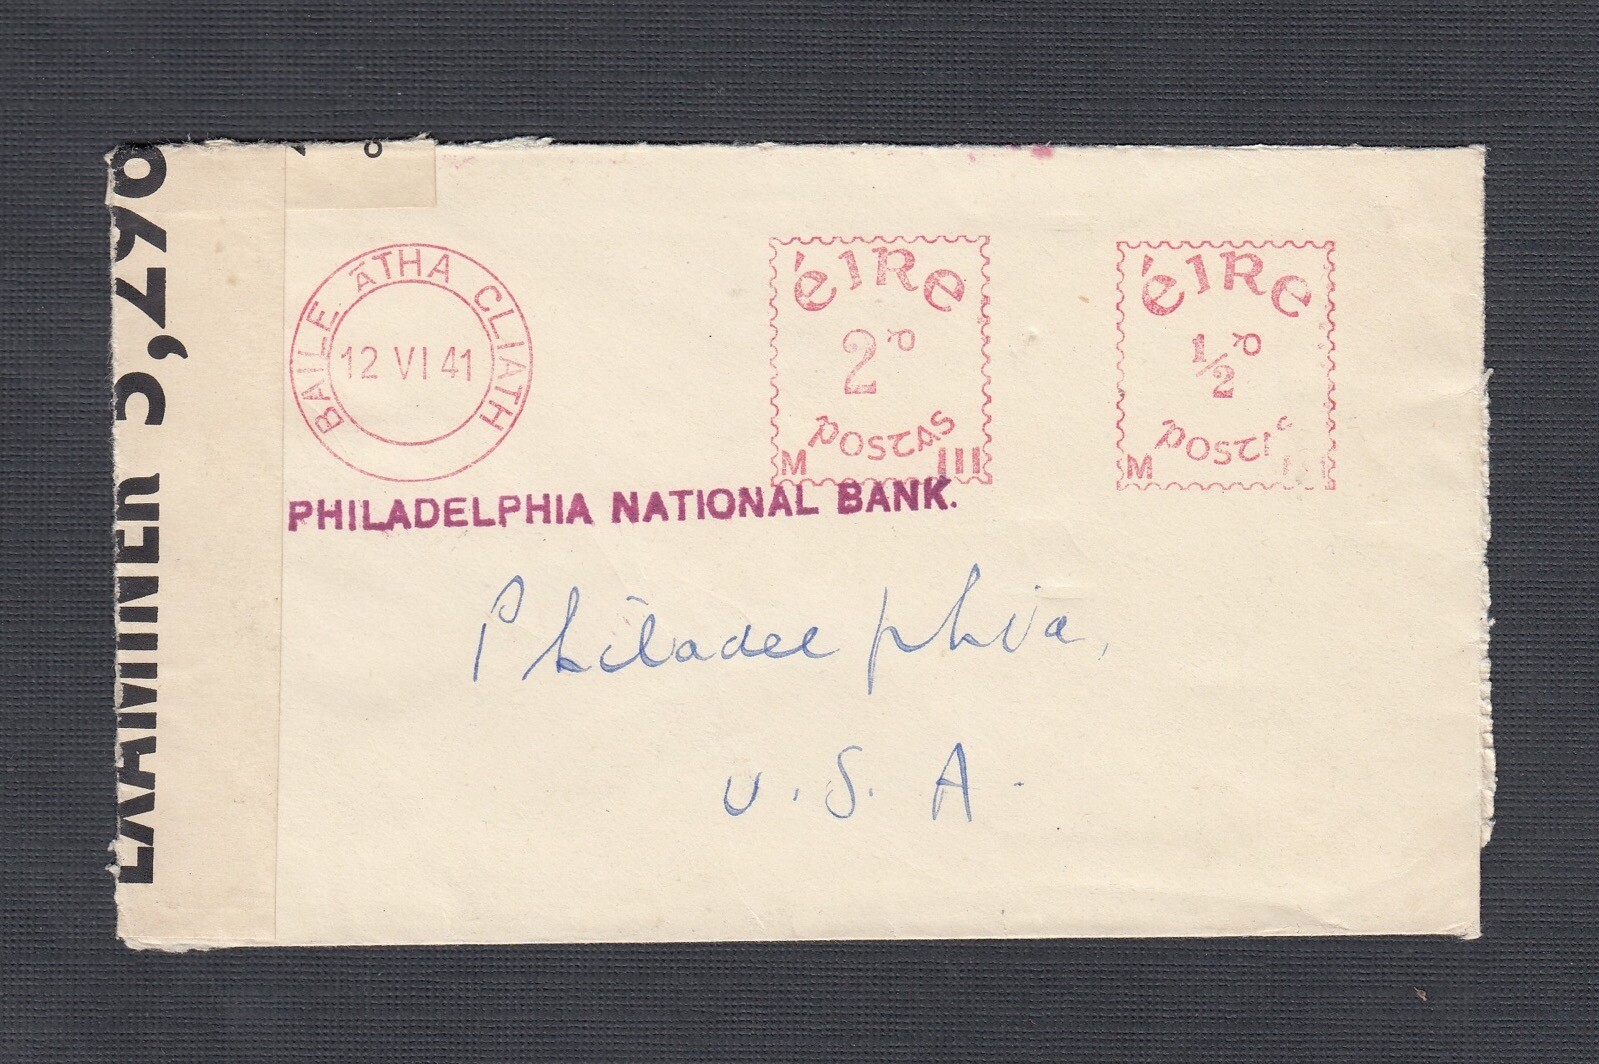 EXAMINER 5,296
BAILE ÁTHA CLIATH
12 VI 41
éIRe
2D
POSTAS
M III
éIRe
1/2D
M
PHILADELPHIA NATIONAL BANK.
Philadelphia,
U.S.A.